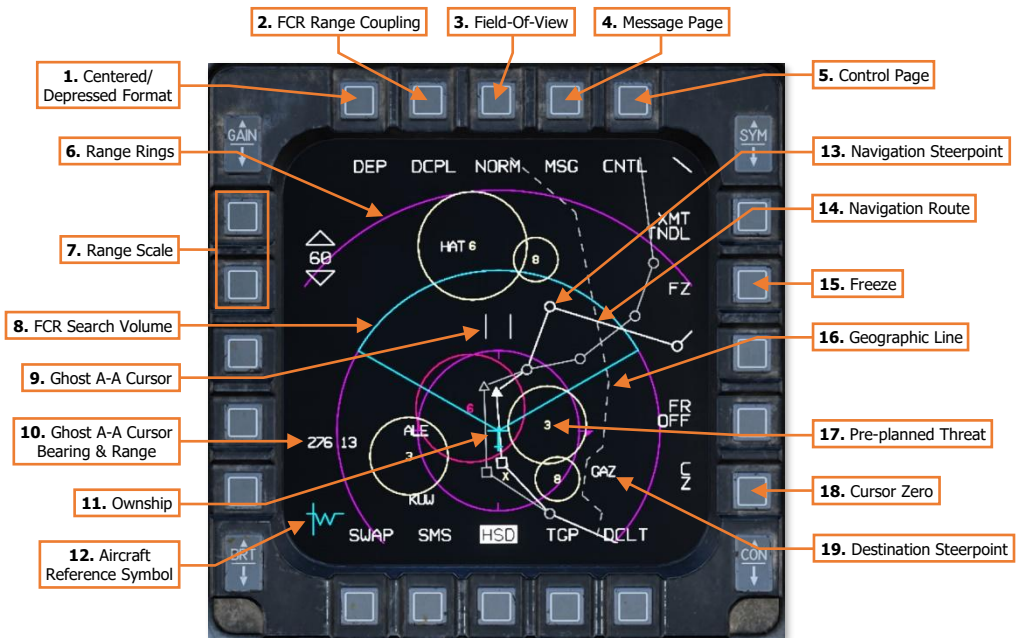 2. FCR Range Coupling
3. Field-Of-View
4. Message Page
1. Centered/
Depressed Format
5. Control Page
GAIN
SYM
DEP DCPL NORM MSG CNTL
6. Range Rings
13. Navigation Steerpoint
14. Navigation Route
XMT
TNDL
HAT 6
8
60
7. Range Scale
FZ
15. Freeze
8. FCR Search Volume
16. Geographic Line
9. Ghost A-A Cursor
6
FR
OFF
10. Ghost A-A Cursor
Bearing & Range
276 13
ALE
3
3
17. Pre-planned Threat
11. Ownship
KUW
X
8
GAZ
C
Z
18. Cursor Zero
12. Aircraft
Reference Symbol
SWAP SMS HSD TGP DCLT
19. Destination Steerpoint
BRT
CON